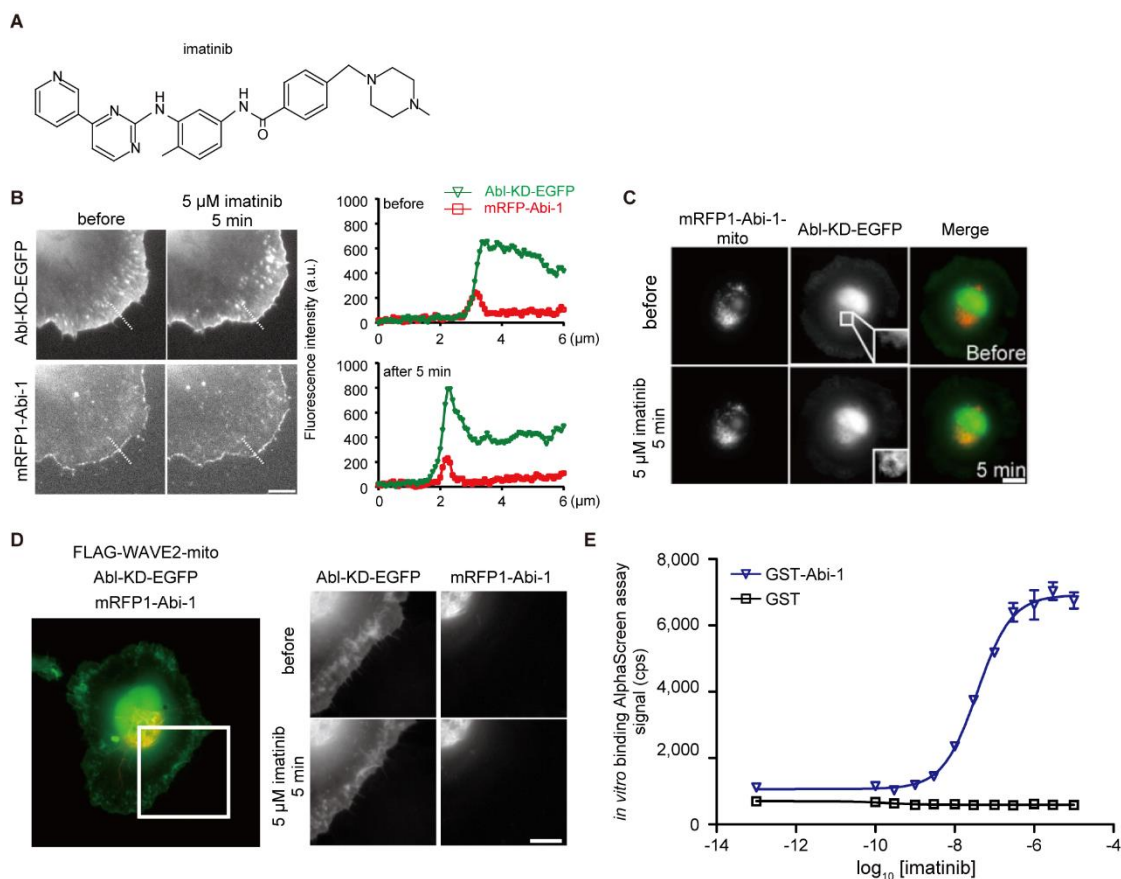 A
imatinib
N
N
N
H
N
H
N
O
N
N
B
before
5 μM imatinib
5 min
Abl-KD-EGFP
mRFP1-Abi-1
Abl-KD-EGFP
mRFP-Abi-1
Fluorescence intensity (a.u.)
before
1000
800
600
400
200
0
0 2 4 6 (μm)
after 5 min
1000
800
600
400
200
0
0 2 4 6 (μm)
C
mRFP1-Abi-1-
mito
Abl-KD-EGFP
Merge
before
Before
5 μM imatinib
5 min
5 min
D
FLAG-WAVE2-mito
Abl-KD-EGFP
mRFP1-Abi-1
Abl-KD-EGFP
mRFP1-Abi-1
before
5 μM imatinib
5 min
E
in vitro binding AlphaScreen assay
signal (cps)
8,000
6,000
4,000
2,000
0
GST-Abi-1
GST
-14 -12 -10 -8 -6 -4
log10 [imatinib]